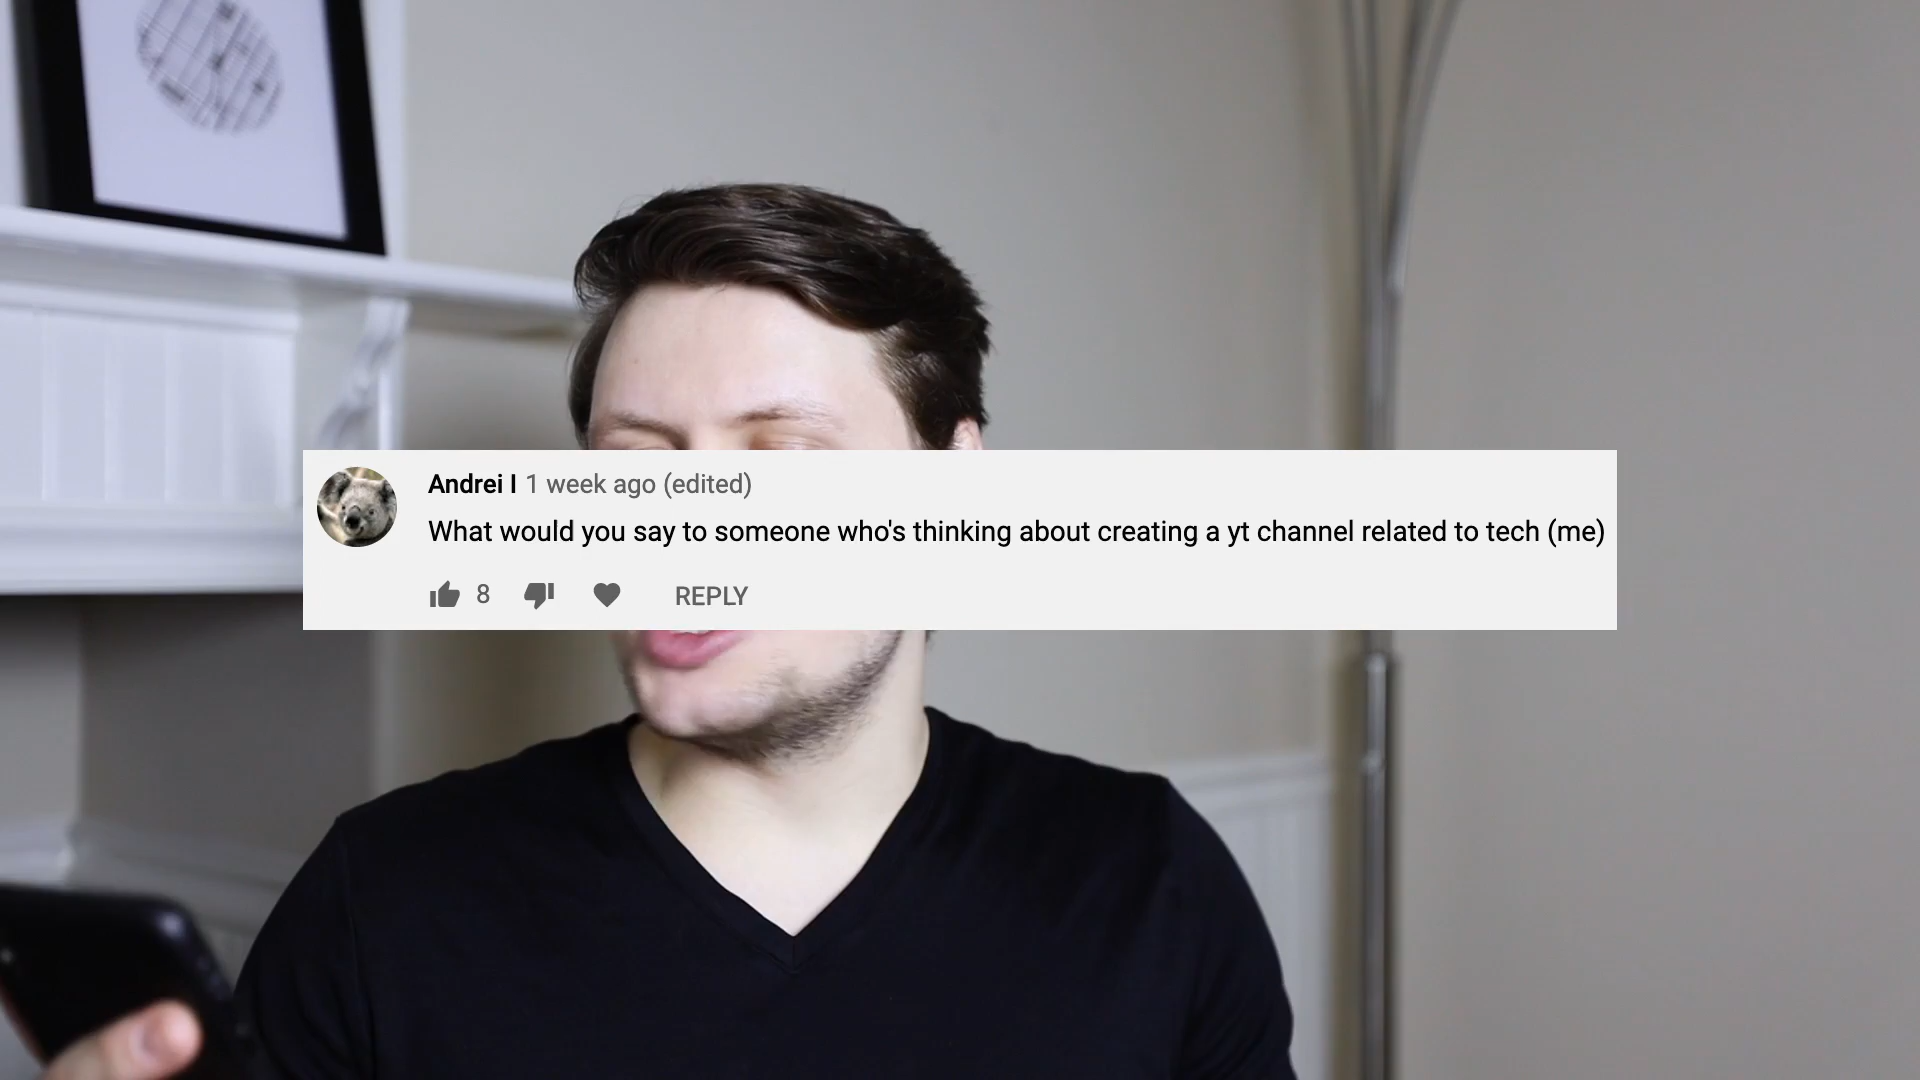 Andrei I 1 week ago (edited)
What would you say to someone who's thinking about creating a yt channel related to tech (me)
8 REPLY